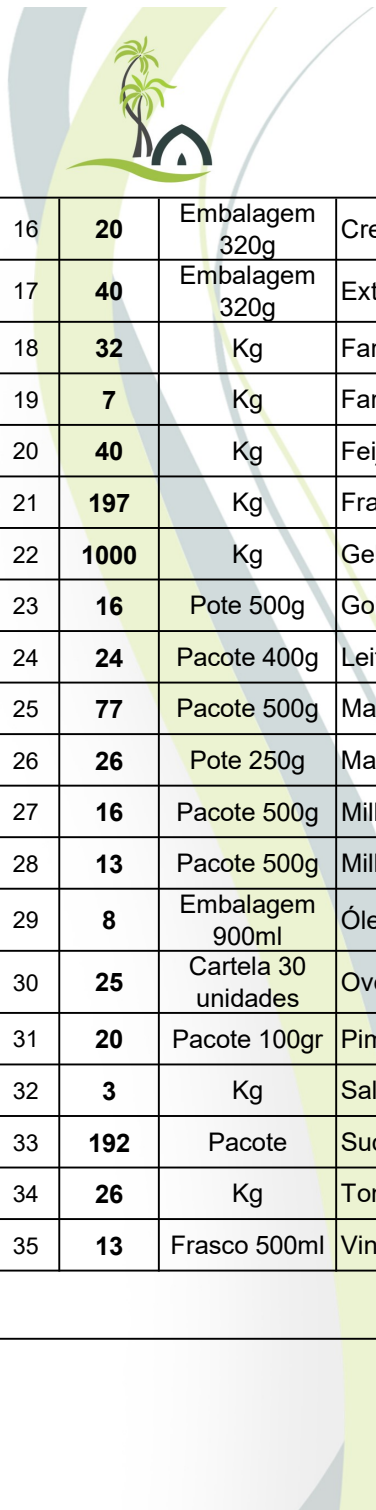 16 20 Embalagem 320g Cre
17 40 Embalagem 320g Ext
18 32 Kg Far
19 7 Kg Far
20 40 Kg Fei
21 197 Kg Fra
22 1000 Kg Ge
23 16 Pote 500g Go
24 24 Pacote 400g Lei
25 77 Pacote 500g Ma
26 26 Pote 250g Ma
27 16 Pacote 500g Mil
28 13 Pacote 500g Mil
29 8 Embalagem 900ml Óle
30 25 Cartela 30 unidades Ov
31 20 Pacote 100gr Pim
32 3 Kg Sal
33 192 Pacote Suc
34 26 Kg Tom
35 13 Frasco 500ml Vin